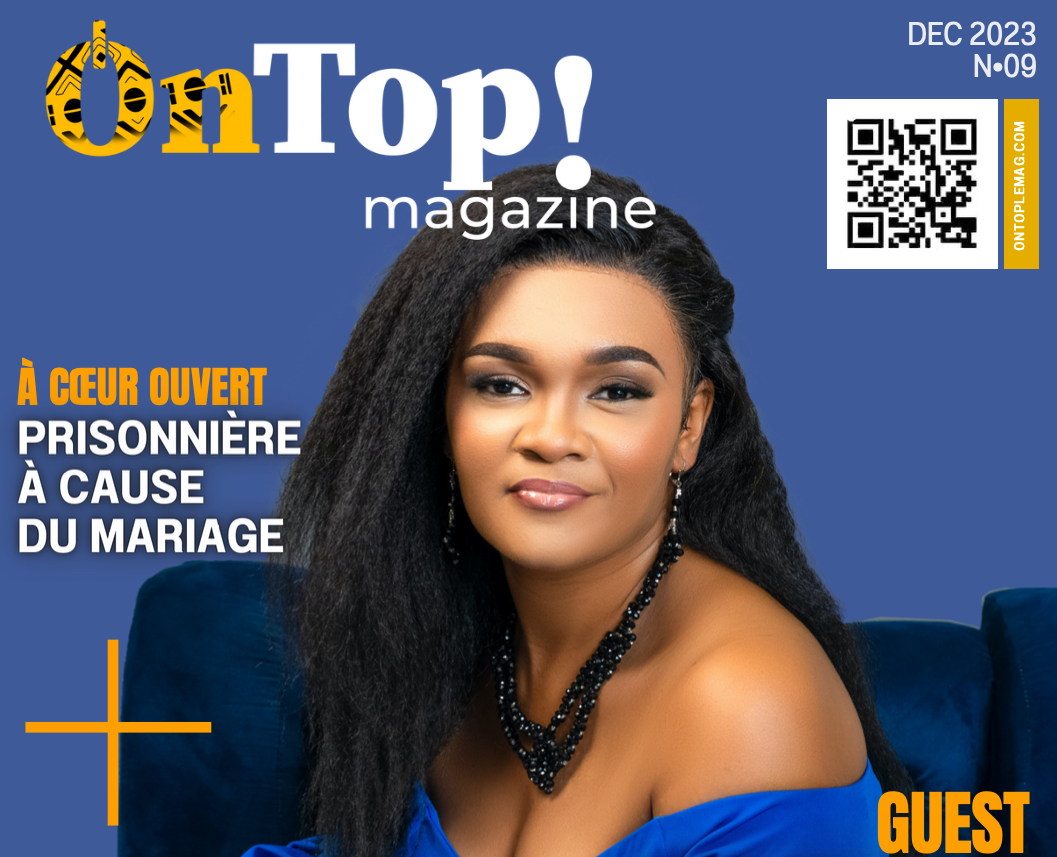 OnTop!
magazine
DEC 2023
N•09
ONTOPLEMAG.COM
À CŒUR OUVERT
PRISONNIÈRE
À CAUSE
DU MARIAGE
GUEST